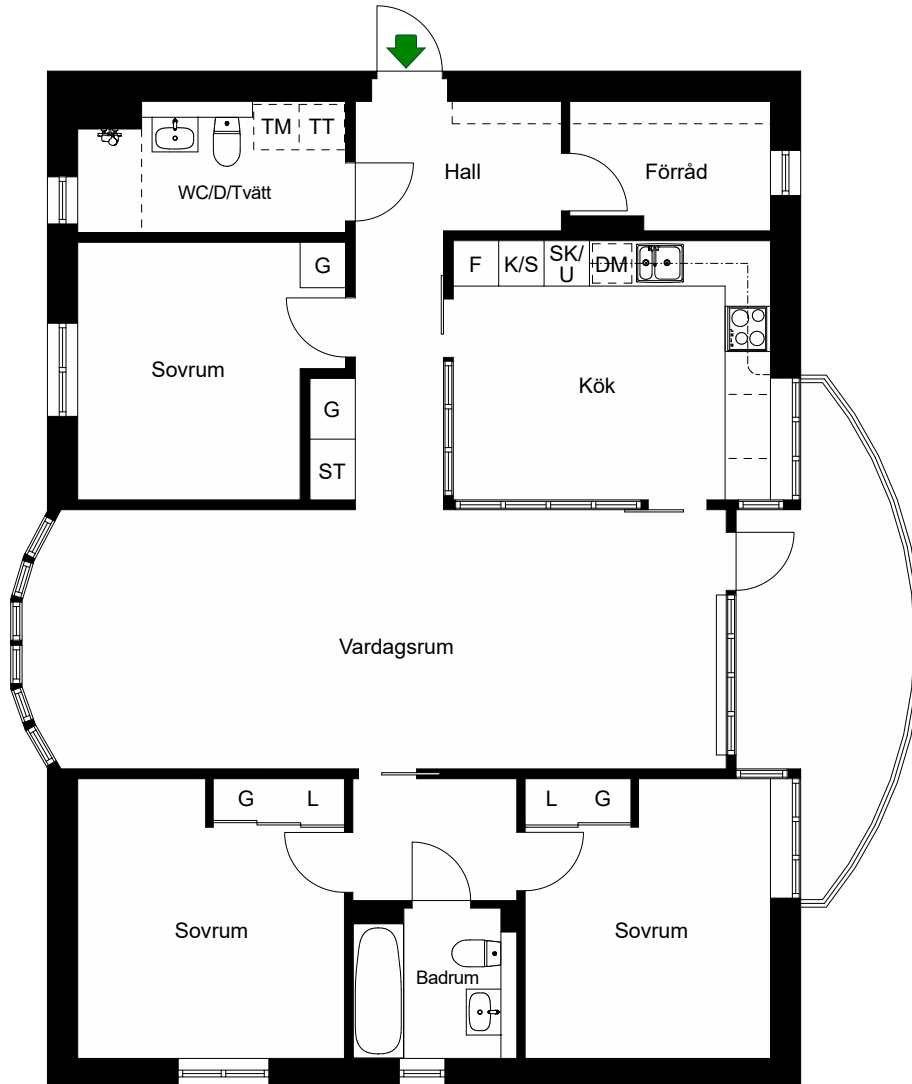 TM TT
Hall
Förråd
WC/D/Tvätt
G
F K/S SK/
U DM
Sovrum
Kök
G
ST
Vardagsrum
G L
L G
Sovrum
Sovrum
Badrum